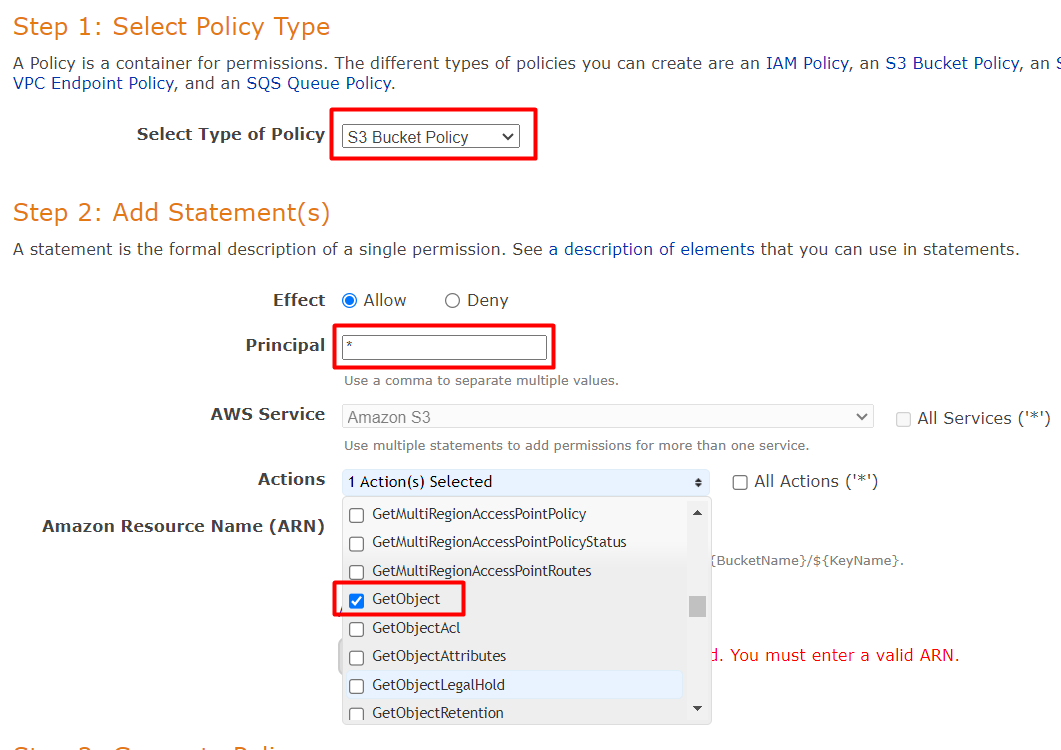 Step 1: Select Policy Type
A Policy is a container for permissions. The different types of policies you can create are an IAM Policy, an S3 Bucket Policy, an
VPC Endpoint Policy, and an SQS Queue Policy.
Select Type of Policy S3 Bucket Policy
Step 2: Add Statement(s)
A statement is the formal description of a single permission. See a description of elements that you can use in statements.
Effect Allow Deny
Principal *
Use a comma to separate multiple values.
AWS Service Amazon S3 All Services ('*')
Use multiple statements to add permissions for more than one service.
Actions 1 Action(s) Selected All Actions ('*')
GetMultiRegionAccessPointPolicy
Amazon Resource Name (ARN)
GetMultiRegionAccessPointPolicyStatus
{BucketName}/${KeyName}.
GetMultiRegionAccessPointRoutes
GetObject
GetObjectAcl
GetObjectAttributes
d. You must enter a valid ARN.
GetObjectLegalHold
GetObjectRetention